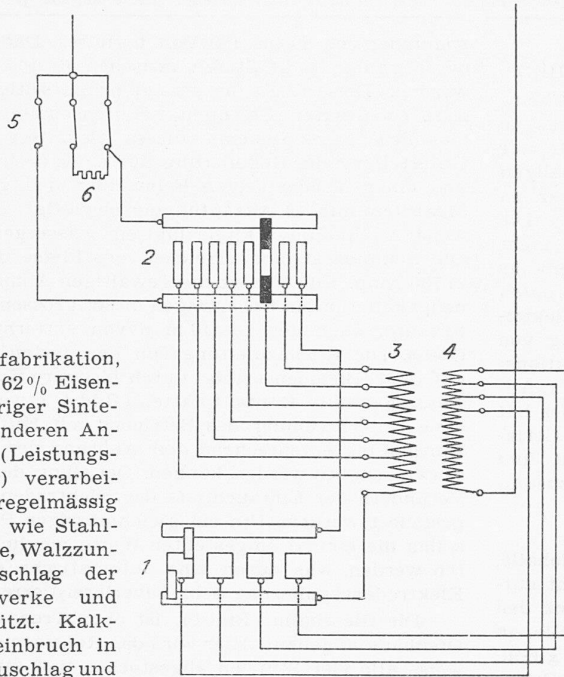 5
6
2
3
4
1
fabrikation,
62% Eisen-
riger Sinte-
nderen An-
(Leistungs-
) verarbei-
regelmässig
wie Stahl-
e, Walzzun-
schlag der
werke und
ützt. Kalk-
einbruch in
uschlag und